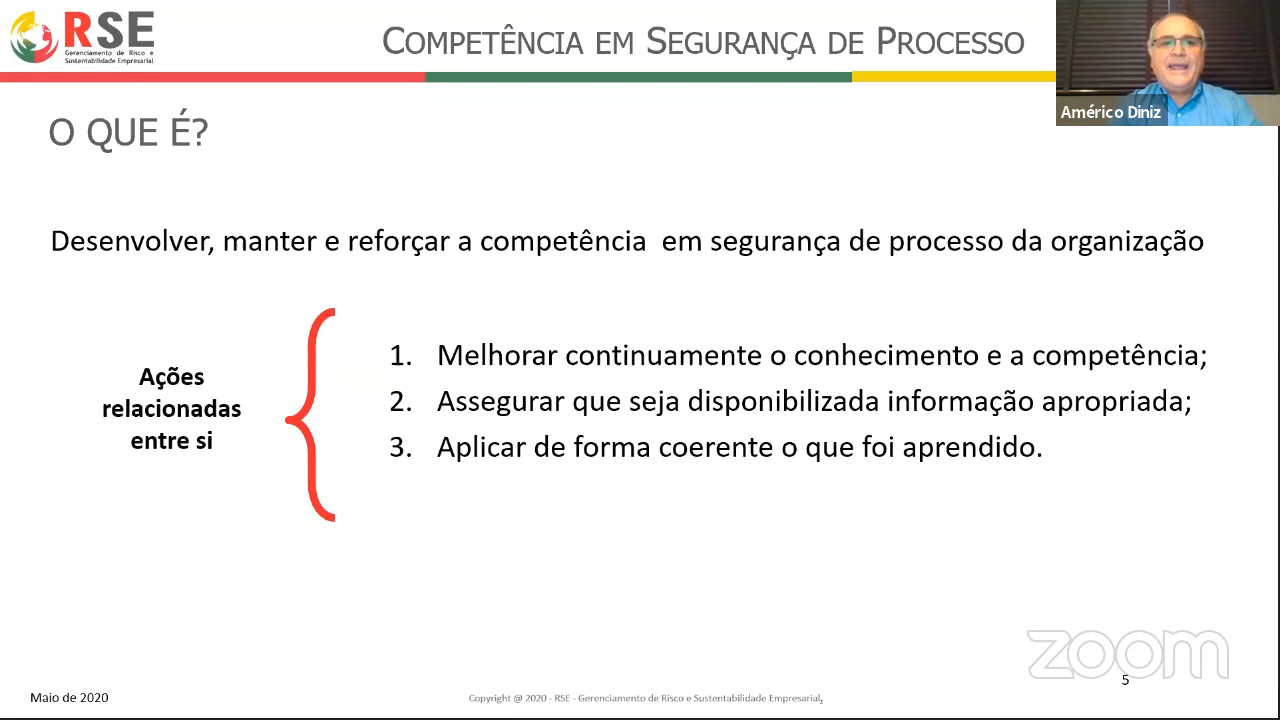 RSE
Gerenciamento de Risco e
Sustentabilidade Empresarial
COMPETÊNCIA EM SEGURANÇA DE PROCESSO
Américo Diniz
O QUE É?
Desenvolver, manter e reforçar a competência em segurança de processo da organização
Ações
relacionadas
entre si
1. Melhorar continuamente o conhecimento e a competência;
2. Assegurar que seja disponibilizada informação apropriada;
3. Aplicar de forma coerente o que foi aprendido.
zoom
5
Maio de 2020
Copyright @ 2020 - RSE - Gerenciamento de Risco e Sustentabilidade Empresarial.